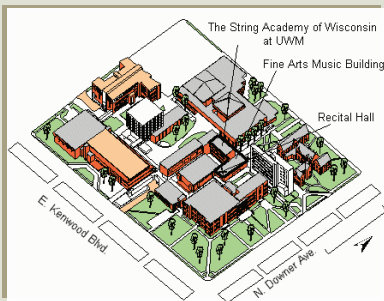 The String Academy of Wisconsin
at UWM
Fine Arts Music Building
Recital Hall
E. Kenwood Blvd.
N. Downer Ave.